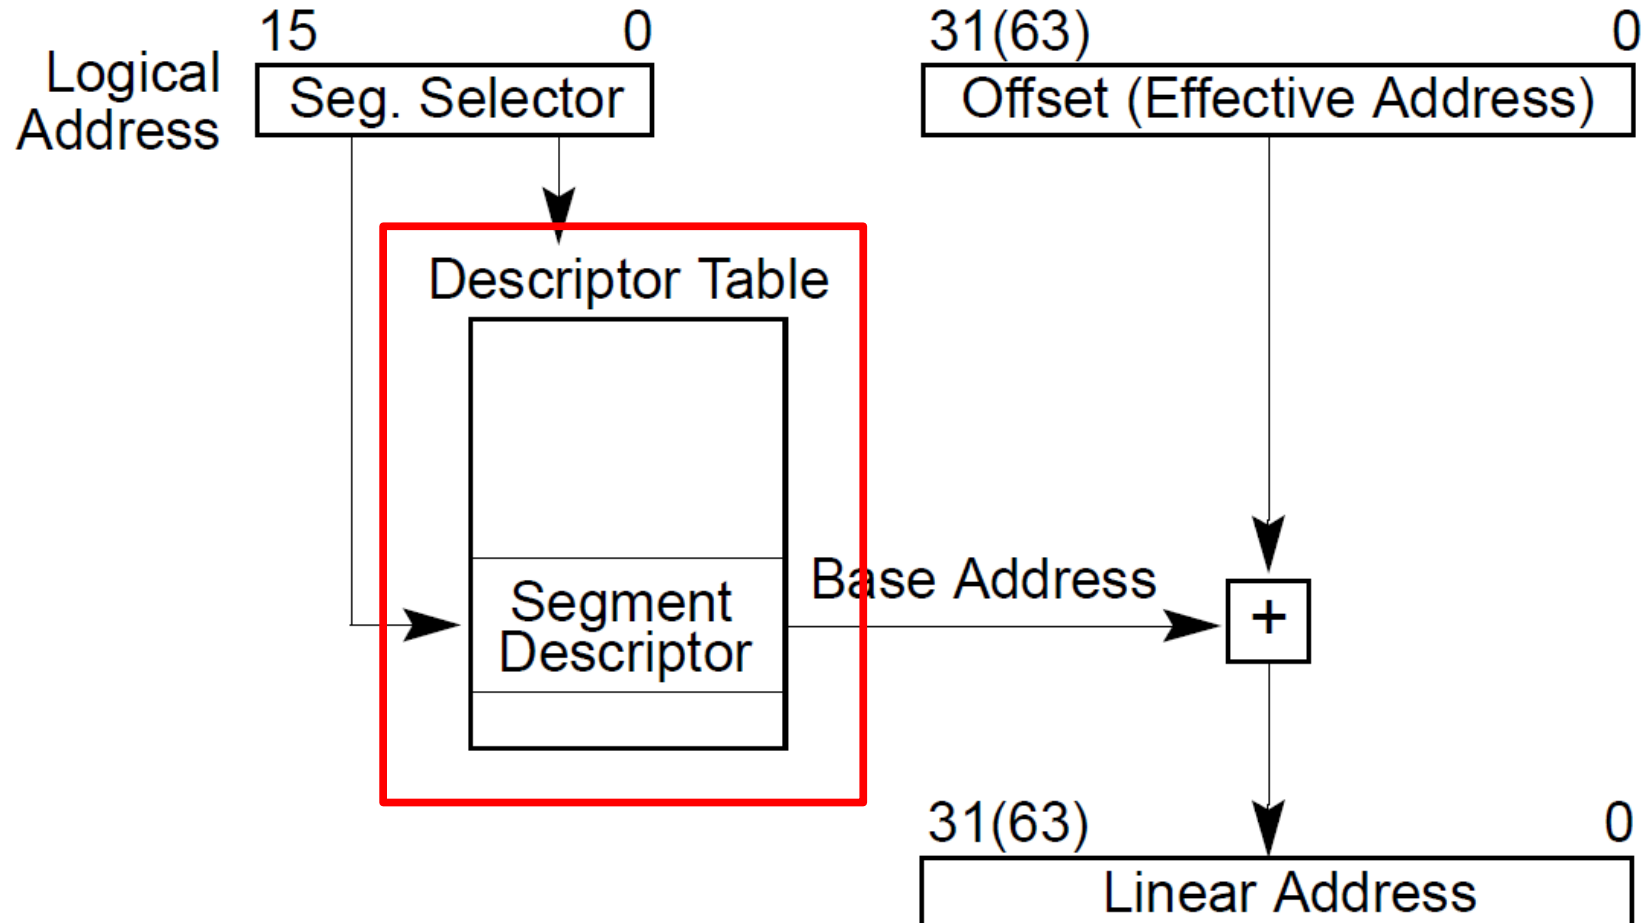 15 0
31(63) 0
Logical
Address
Seg. Selector
Offset (Effective Address)
Descriptor Table
Base Address
Segment
Descriptor
+
31(63) 0
Linear Address